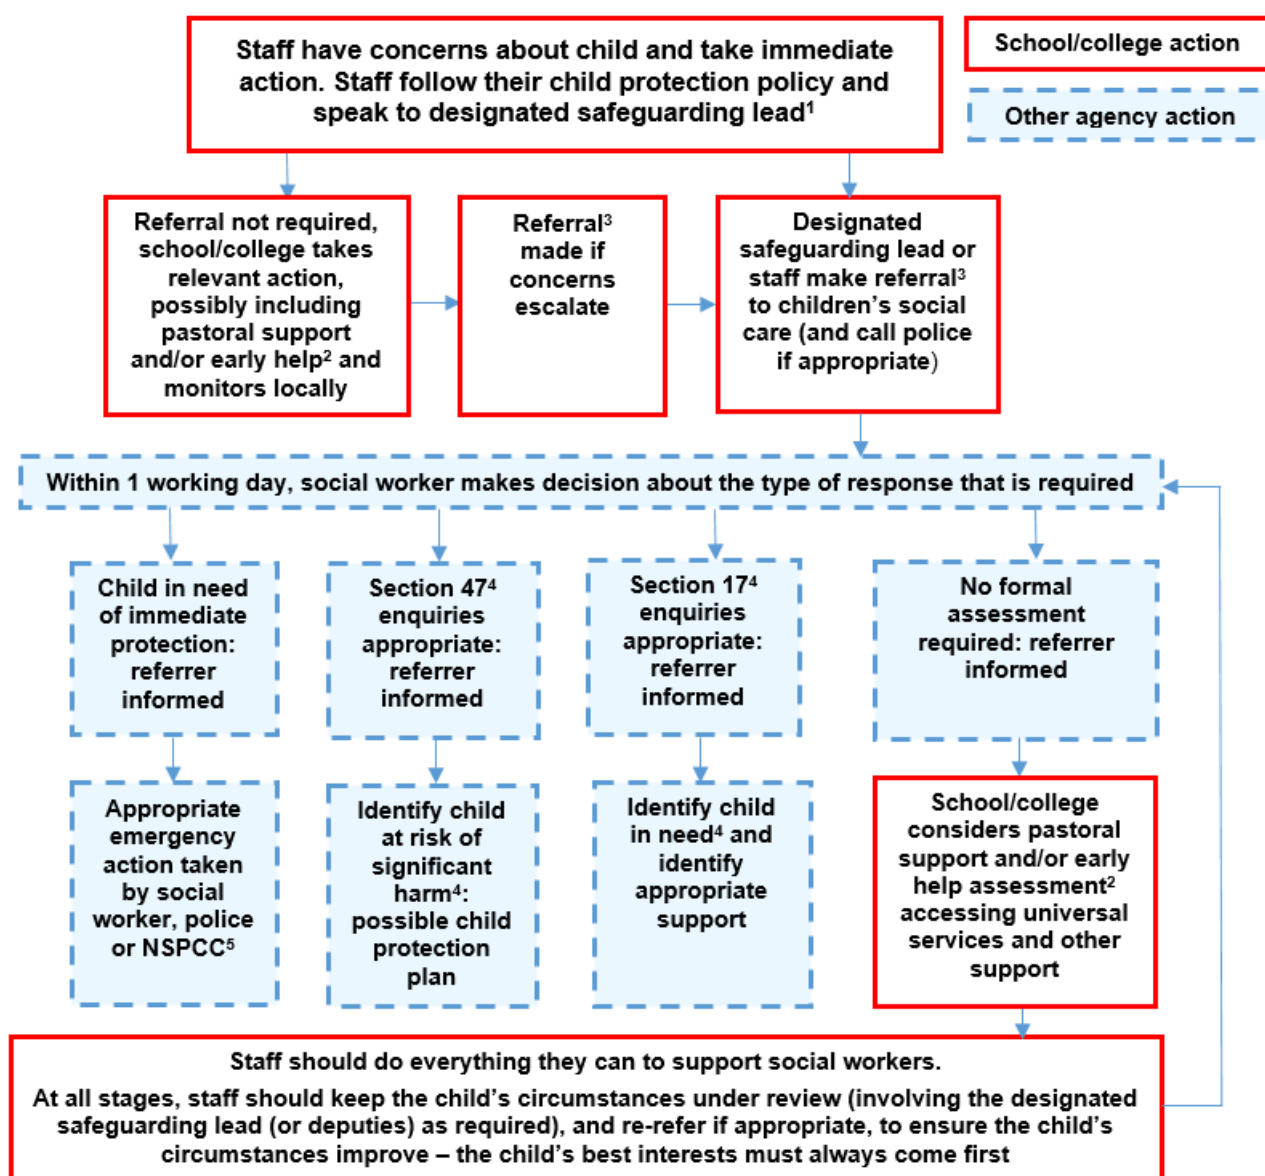 Staff have concerns about child and take immediate
action. Staff follow their child protection policy and
speak to designated safeguarding lead¹
School/college action
Other agency action
Referral not required,
school/college takes
relevant action,
possibly including
pastoral support
and/or early help² and
monitors locally
Referral³
made if
concerns
escalate
Designated
safeguarding lead or
staff make referral³
to children’s social
care (and call police
if appropriate)
Within 1 working day, social worker makes decision about the type of response that is required
Child in need
of immediate
protection:
referrer
informed
Section 47⁴
enquiries
appropriate:
referrer
informed
Section 17⁴
enquiries
appropriate:
referrer
informed
No formal
assessment
required: referrer
informed
Appropriate
emergency
action taken
by social
worker, police
or NSPCC⁵
Identify child
at risk of
significant
harm⁴:
possible child
protection
plan
Identify child
in need⁴ and
identify
appropriate
support
School/college
considers pastoral
support and/or early
help assessment²
accessing universal
services and other
support
Staff should do everything they can to support social workers.
At all stages, staff should keep the child’s circumstances under review (involving the designated
safeguarding lead (or deputies) as required), and re-refer if appropriate, to ensure the child’s
circumstances improve – the child’s best interests must always come first